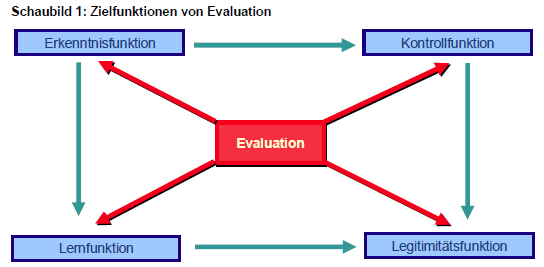 Schaubild 1: Zielfunktionen von Evaluation
Erkenntnisfunktion
Kontrollfunktion
Evaluation
Lernfunktion
Legitimitätsfunktion